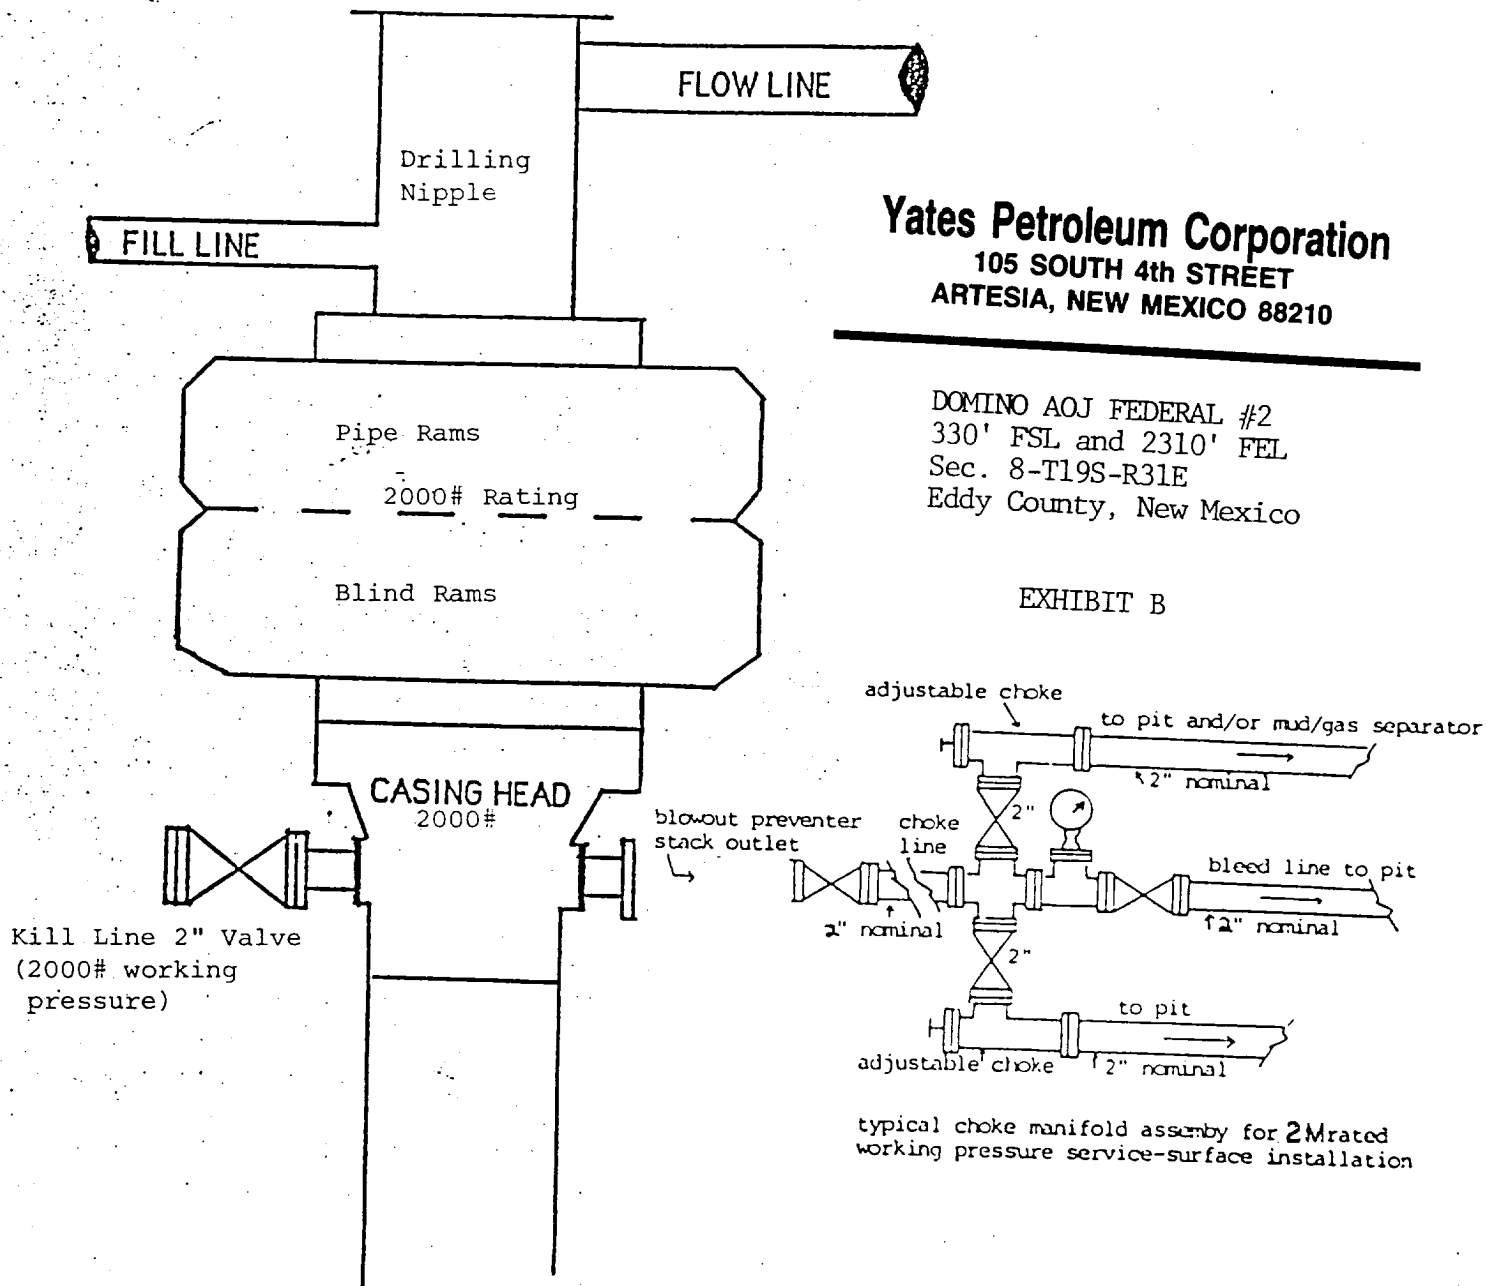 FLOW LINE
Drilling
Nipple
FILL LINE
Pipe Rams
2000# Rating
Blind Rams
CASING HEAD
2000#
Kill Line 2" Valve
(2000# working
pressure)
Yates Petroleum Corporation
105 SOUTH 4th STREET
ARTESIA, NEW MEXICO 88210
DOMINO AOJ FEDERAL #2
330' FSL and 2310' FEL
Sec. 8-T19S-R31E
Eddy County, New Mexico
EXHIBIT B
adjustable choke
to pit and/or mud/gas separator
2" nominal
2"
blowout preventer
stack outlet
choke
line
bleed line to pit
2" nominal
2" nominal
2"
to pit
adjustable choke
2" nominal
typical choke manifold assemby for 2M rated
working pressure service-surface installation